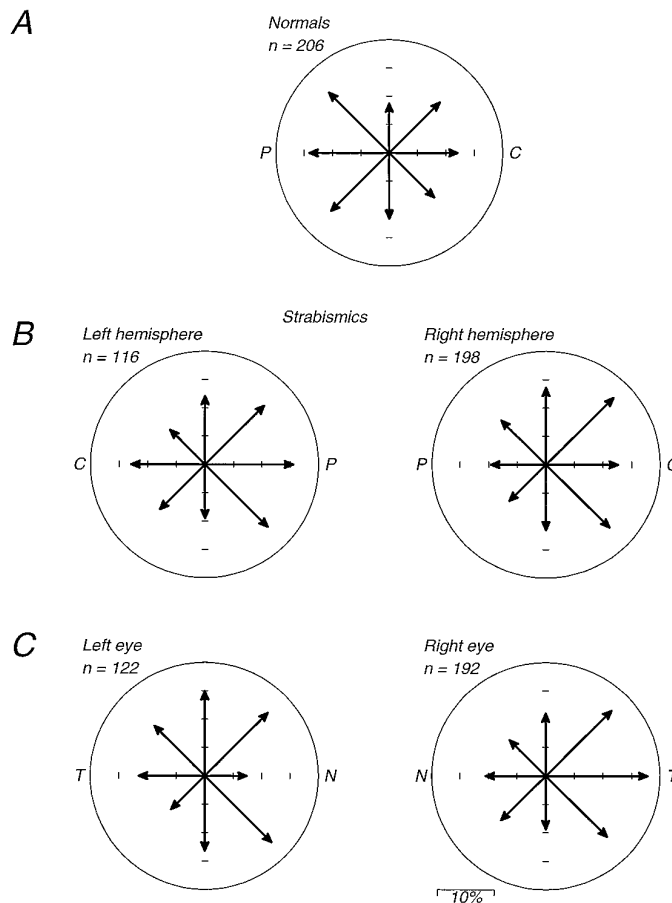 A
Normals
n = 206
P
C
Strabismics
B
Left hemisphere
n = 116
Right hemisphere
n = 198
C
P
P
C
C
Left eye
n = 122
Right eye
n = 192
T
N
N
T
10%